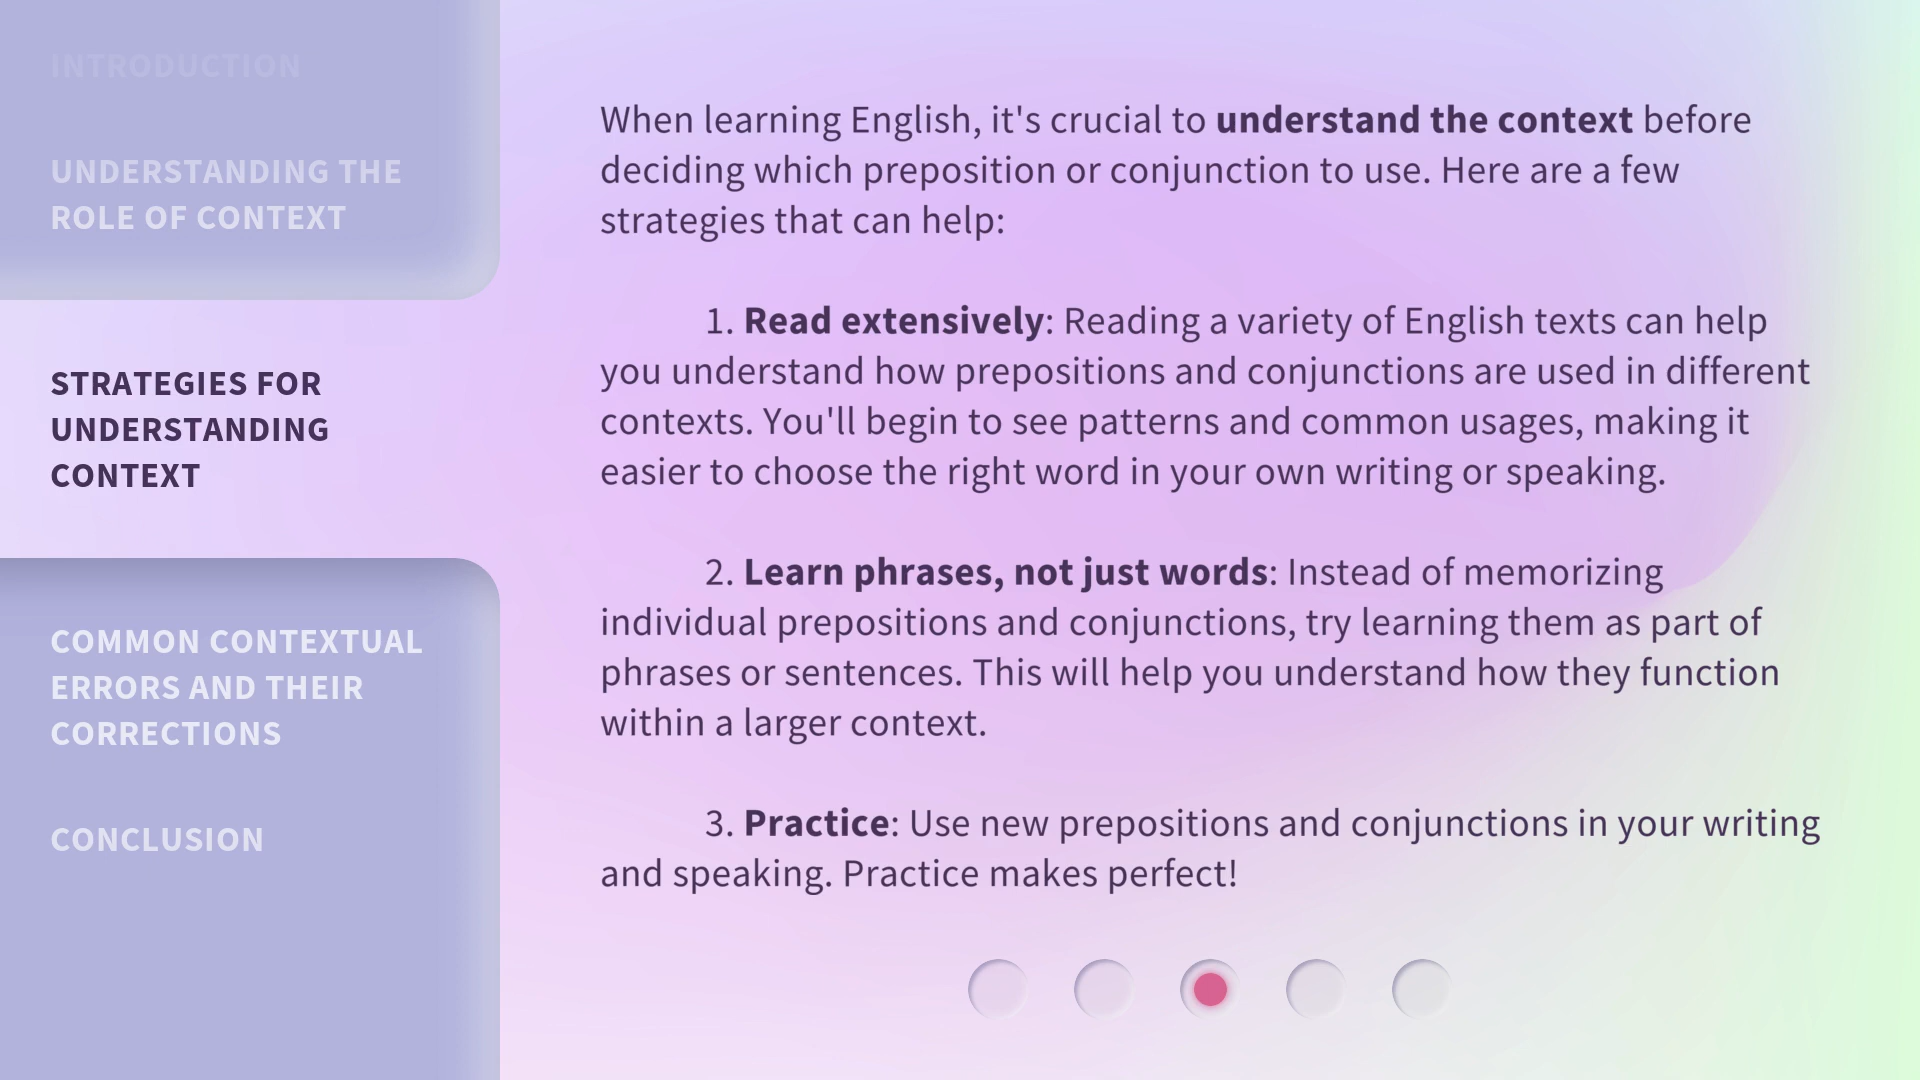 INTRODUCTION
UNDERSTANDING THE
ROLE OF CONTEXT
STRATEGIES FOR
UNDERSTANDING
CONTEXT
COMMON CONTEXTUAL
ERRORS AND THEIR
CORRECTIONS
CONCLUSION
When learning English, it's crucial to understand the context before
deciding which preposition or conjunction to use. Here are a few
strategies that can help:
1. Read extensively: Reading a variety of English texts can help
you understand how prepositions and conjunctions are used in different
contexts. You'll begin to see patterns and common usages, making it
easier to choose the right word in your own writing or speaking.
2. Learn phrases, not just words: Instead of memorizing
individual prepositions and conjunctions, try learning them as part of
phrases or sentences. This will help you understand how they function
within a larger context.
3. Practice: Use new prepositions and conjunctions in your writing
and speaking. Practice makes perfect!